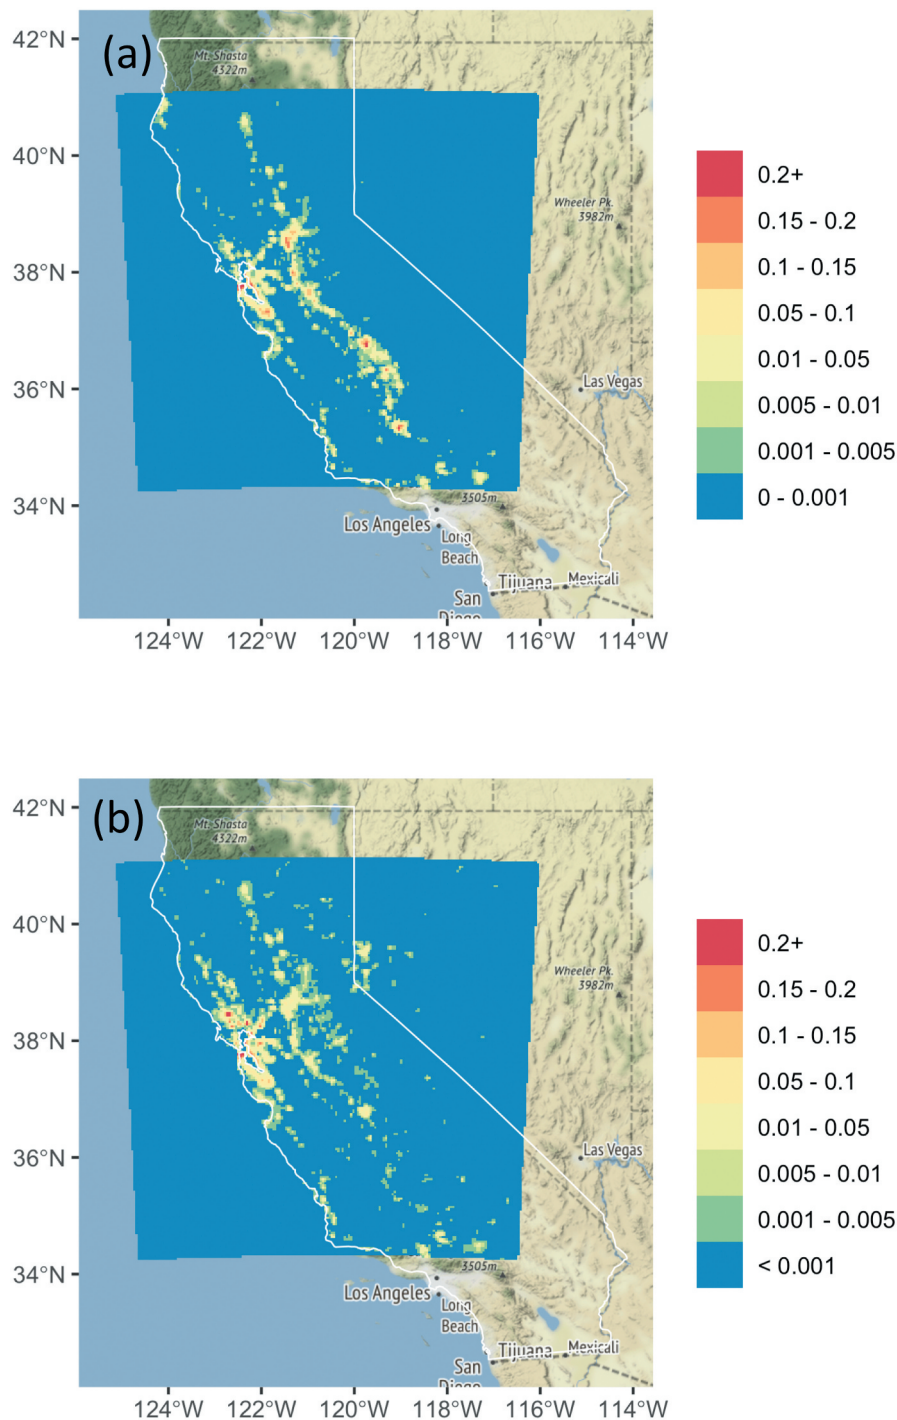 (a)
42°N
40°N
38°N
36°N
34°N
Mt. Shasta
4322m
Wheeler Pk.
3982m
Las Vegas
3505m
Los Angeles
Long
Beach
Tijuana
Mexicali
San
Diego
124°W 122°W 120°W 118°W 116°W 114°W
0.2+
0.15 - 0.2
0.1 - 0.15
0.05 - 0.1
0.01 - 0.05
0.005 - 0.01
0.001 - 0.005
0 - 0.001
(b)
42°N
40°N
38°N
36°N
34°N
Mt. Shasta
4322m
Wheeler Pk.
3982m
Las Vegas
3505m
Los Angeles
Long
Beach
Tijuana
Mexicali
San
Diego
124°W 122°W 120°W 118°W 116°W 114°W
0.2+
0.15 - 0.2
0.1 - 0.15
0.05 - 0.1
0.01 - 0.05
0.005 - 0.01
0.001 - 0.005
< 0.001